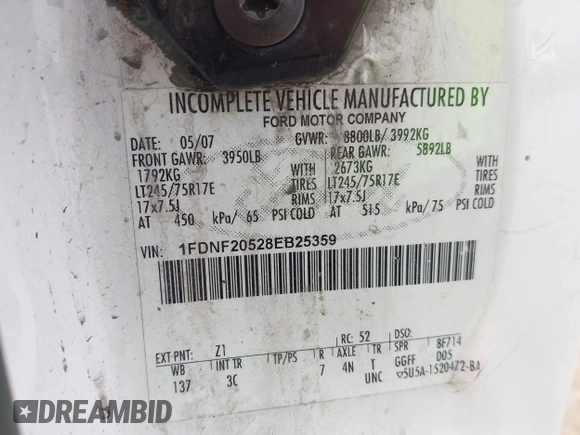 INCOMPLETE VEHICLE MANUFACTURED BY
FORD MOTOR COMPANY
DATE: 05/07 GVWR: 8800LB/ 3992KG
FRONT GAWR: 3950LB REAR GAWR: 5892LB
1792KG 2673KG
LT245/75R17E TIRES LT245/75R17E TIRES
17x7.5J RIMS 17x7.5J RIMS
AT 450 kPa/ 65 PSI COLD AT 515 kPa/ 75 PSI COLD
VIN: 1FDNF20528EB25359
EXT PNT: Z1 RC: 52 DSO:
WB INT TR TP/PS R AXLE TR SPR 8F714
137 3C 7 4N T GGFF D05
UNC ▽5U5A-1520472-BA
DREAMBID